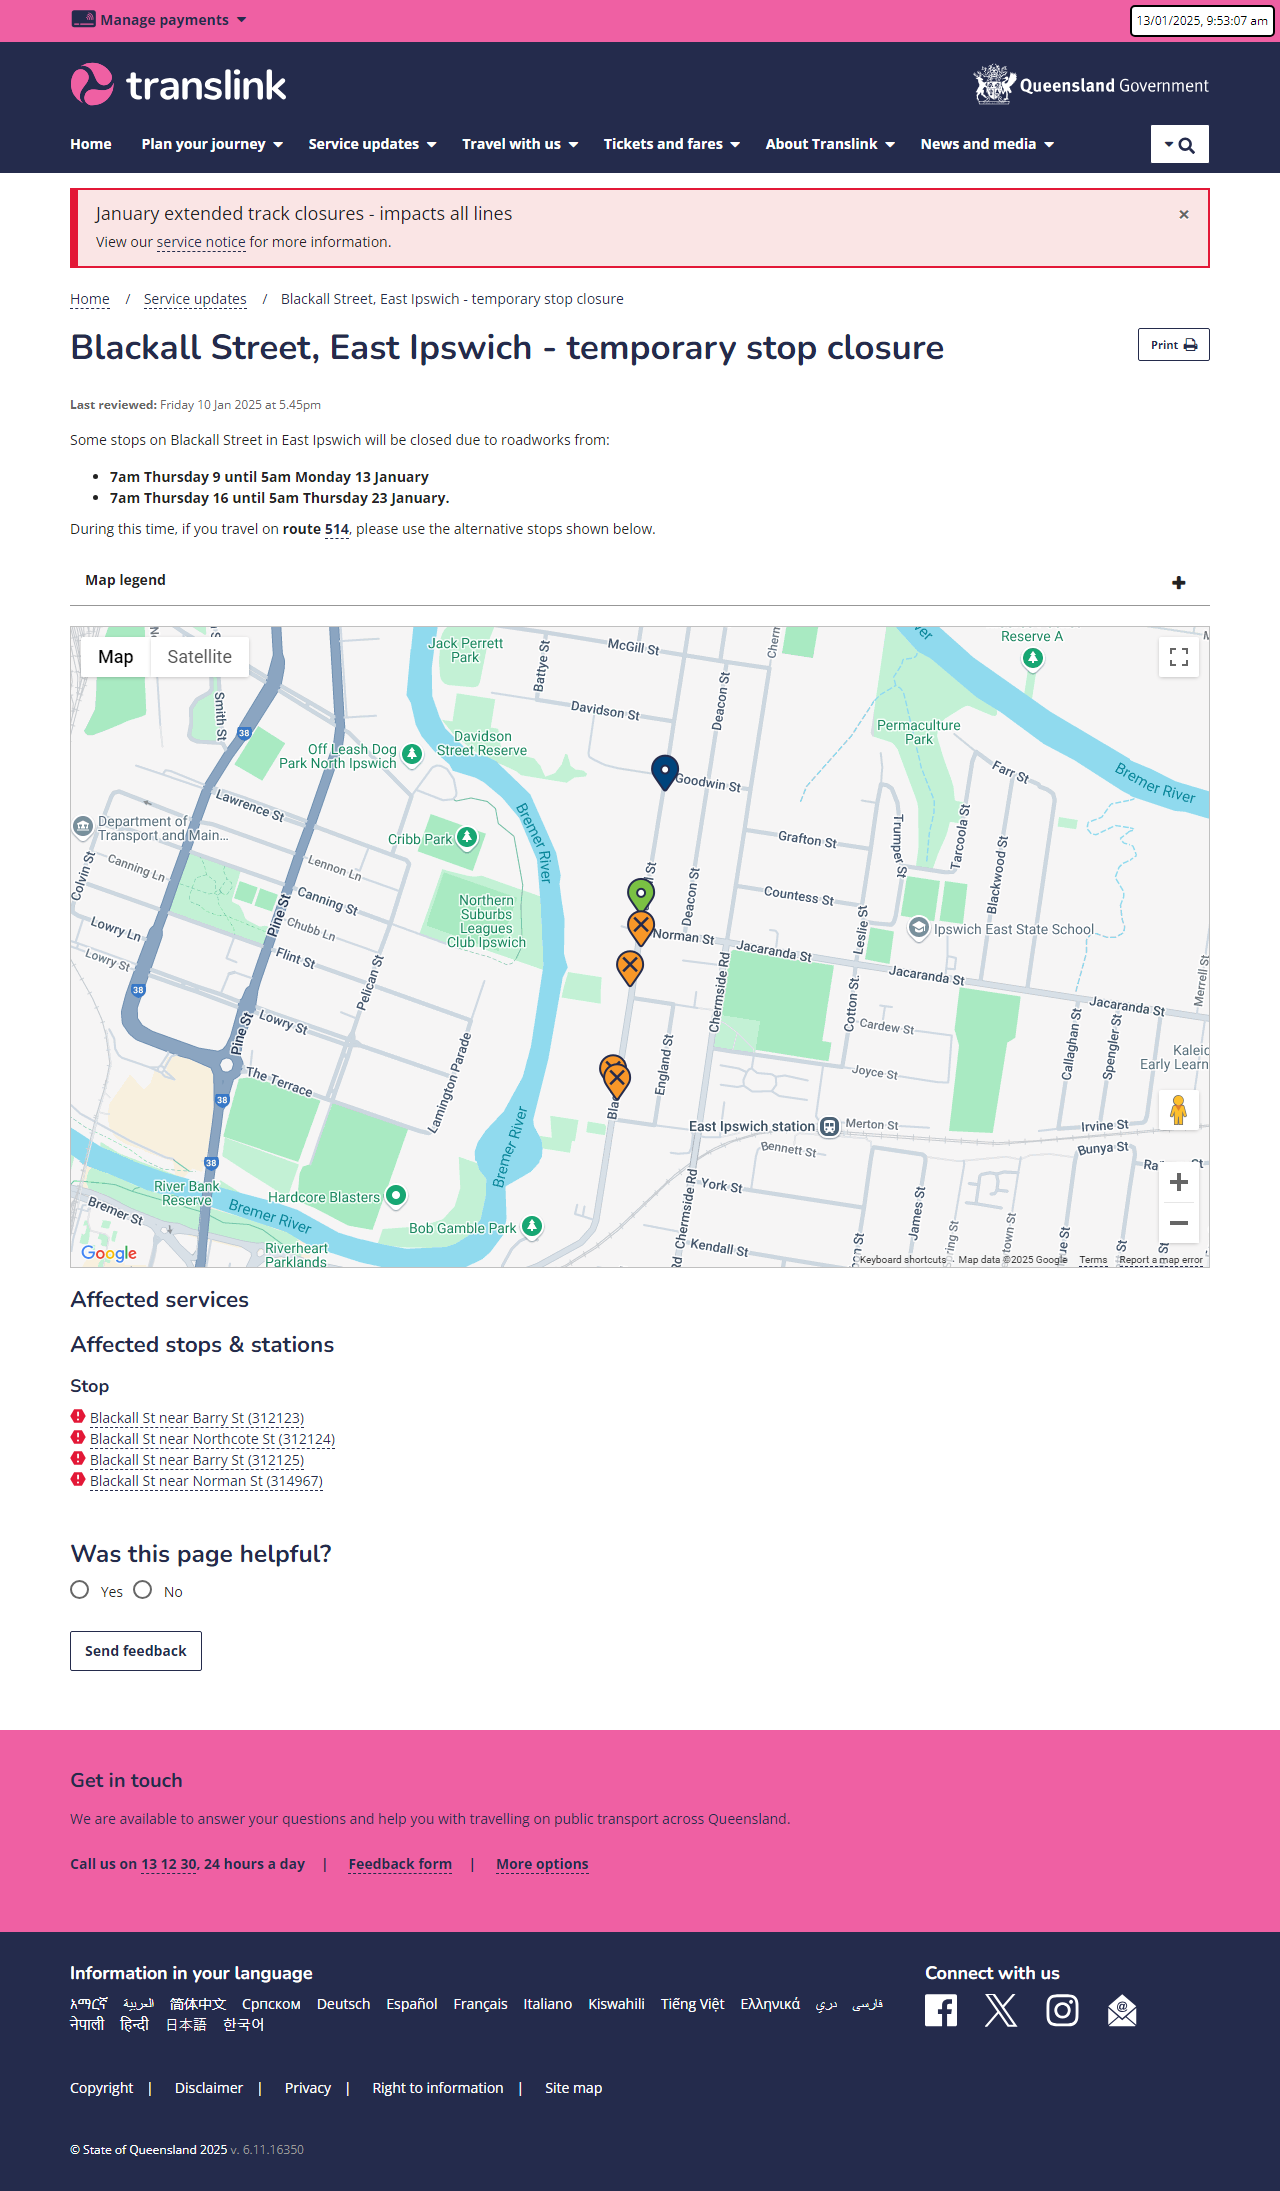 Manage payments
13/01/2025, 9:53:07 am
translink
Queensland Government
Home Plan your journey Service updates Travel with us Tickets and fares About Translink News and media
January extended track closures - impacts all lines ×
View our service notice for more information.
Home / Service updates / Blackall Street, East Ipswich - temporary stop closure
Blackall Street, East Ipswich - temporary stop closure
Print
Last reviewed: Friday 10 Jan 2025 at 5.45pm
Some stops on Blackall Street in East Ipswich will be closed due to roadworks from:
• 7am Thursday 9 until 5am Monday 13 January
• 7am Thursday 16 until 5am Thursday 23 January.
During this time, if you travel on route 514, please use the alternative stops shown below.
Map legend
Map Satellite
Jack Perrett Park
Battye St
McGill St
Reserve A
Smith St
38
Davidson St
Deacon St
Permaculture Park
Davidson Street Reserve
Off Leash Dog Park North Ipswich
Goodwin St
Farr St
Bremer River
Department of Transport and Main...
Lawrence St
Cribb Park
Bremer River
Grafton St
Trumper St
Tarcoola St
Blackwood St
Colvin St
Canning Ln
Lennon Ln
Canning St
Pine St
Chubb Ln
Northern Suburbs Leagues Club Ipswich
Deacon St
Countess St
Leslie St
Ipswich East State School
Lowry Ln
Flint St
Norman St
Jacaranda St
Jacaranda St
Jacaranda St
Lowry St
38
Pelican St
Chermside Rd
Cotton St
Merrell St
Lowry St
Pine St
Cardew St
Callaghan St
Spengler St
England St
Joyce St
The Terrace
38
Lamington Parade
East Ipswich station
Merton St
Irvine St
Bennett St
Bunya St
38
River Bank Reserve
Hardcore Blasters
Bremer River
Bremer River
Bremer St
Bob Gamble Park
York St
Chermside Rd
James St
Kendall St
Riverheart Parklands
Google
Keyboard shortcuts Map data ©2025 Google Terms Report a map error
Affected services
Affected stops & stations
Stop
Blackall St near Barry St (312123)
Blackall St near Northcote St (312124)
Blackall St near Barry St (312125)
Blackall St near Norman St (314967)
Was this page helpful?
Yes No
Send feedback
Get in touch
We are available to answer your questions and help you with travelling on public transport across Queensland.
Call us on 13 12 30, 24 hours a day | Feedback form | More options
Information in your language
አማርኛ العربية 简体中文 Српском Deutsch Español Français Italiano Kiswahili Tiếng Việt Ελληνικά دري فارسی
नेपाली हिन्दी 日本語 한국어
Connect with us
Copyright | Disclaimer | Privacy | Right to information | Site map
© State of Queensland 2025 v. 6.11.16350